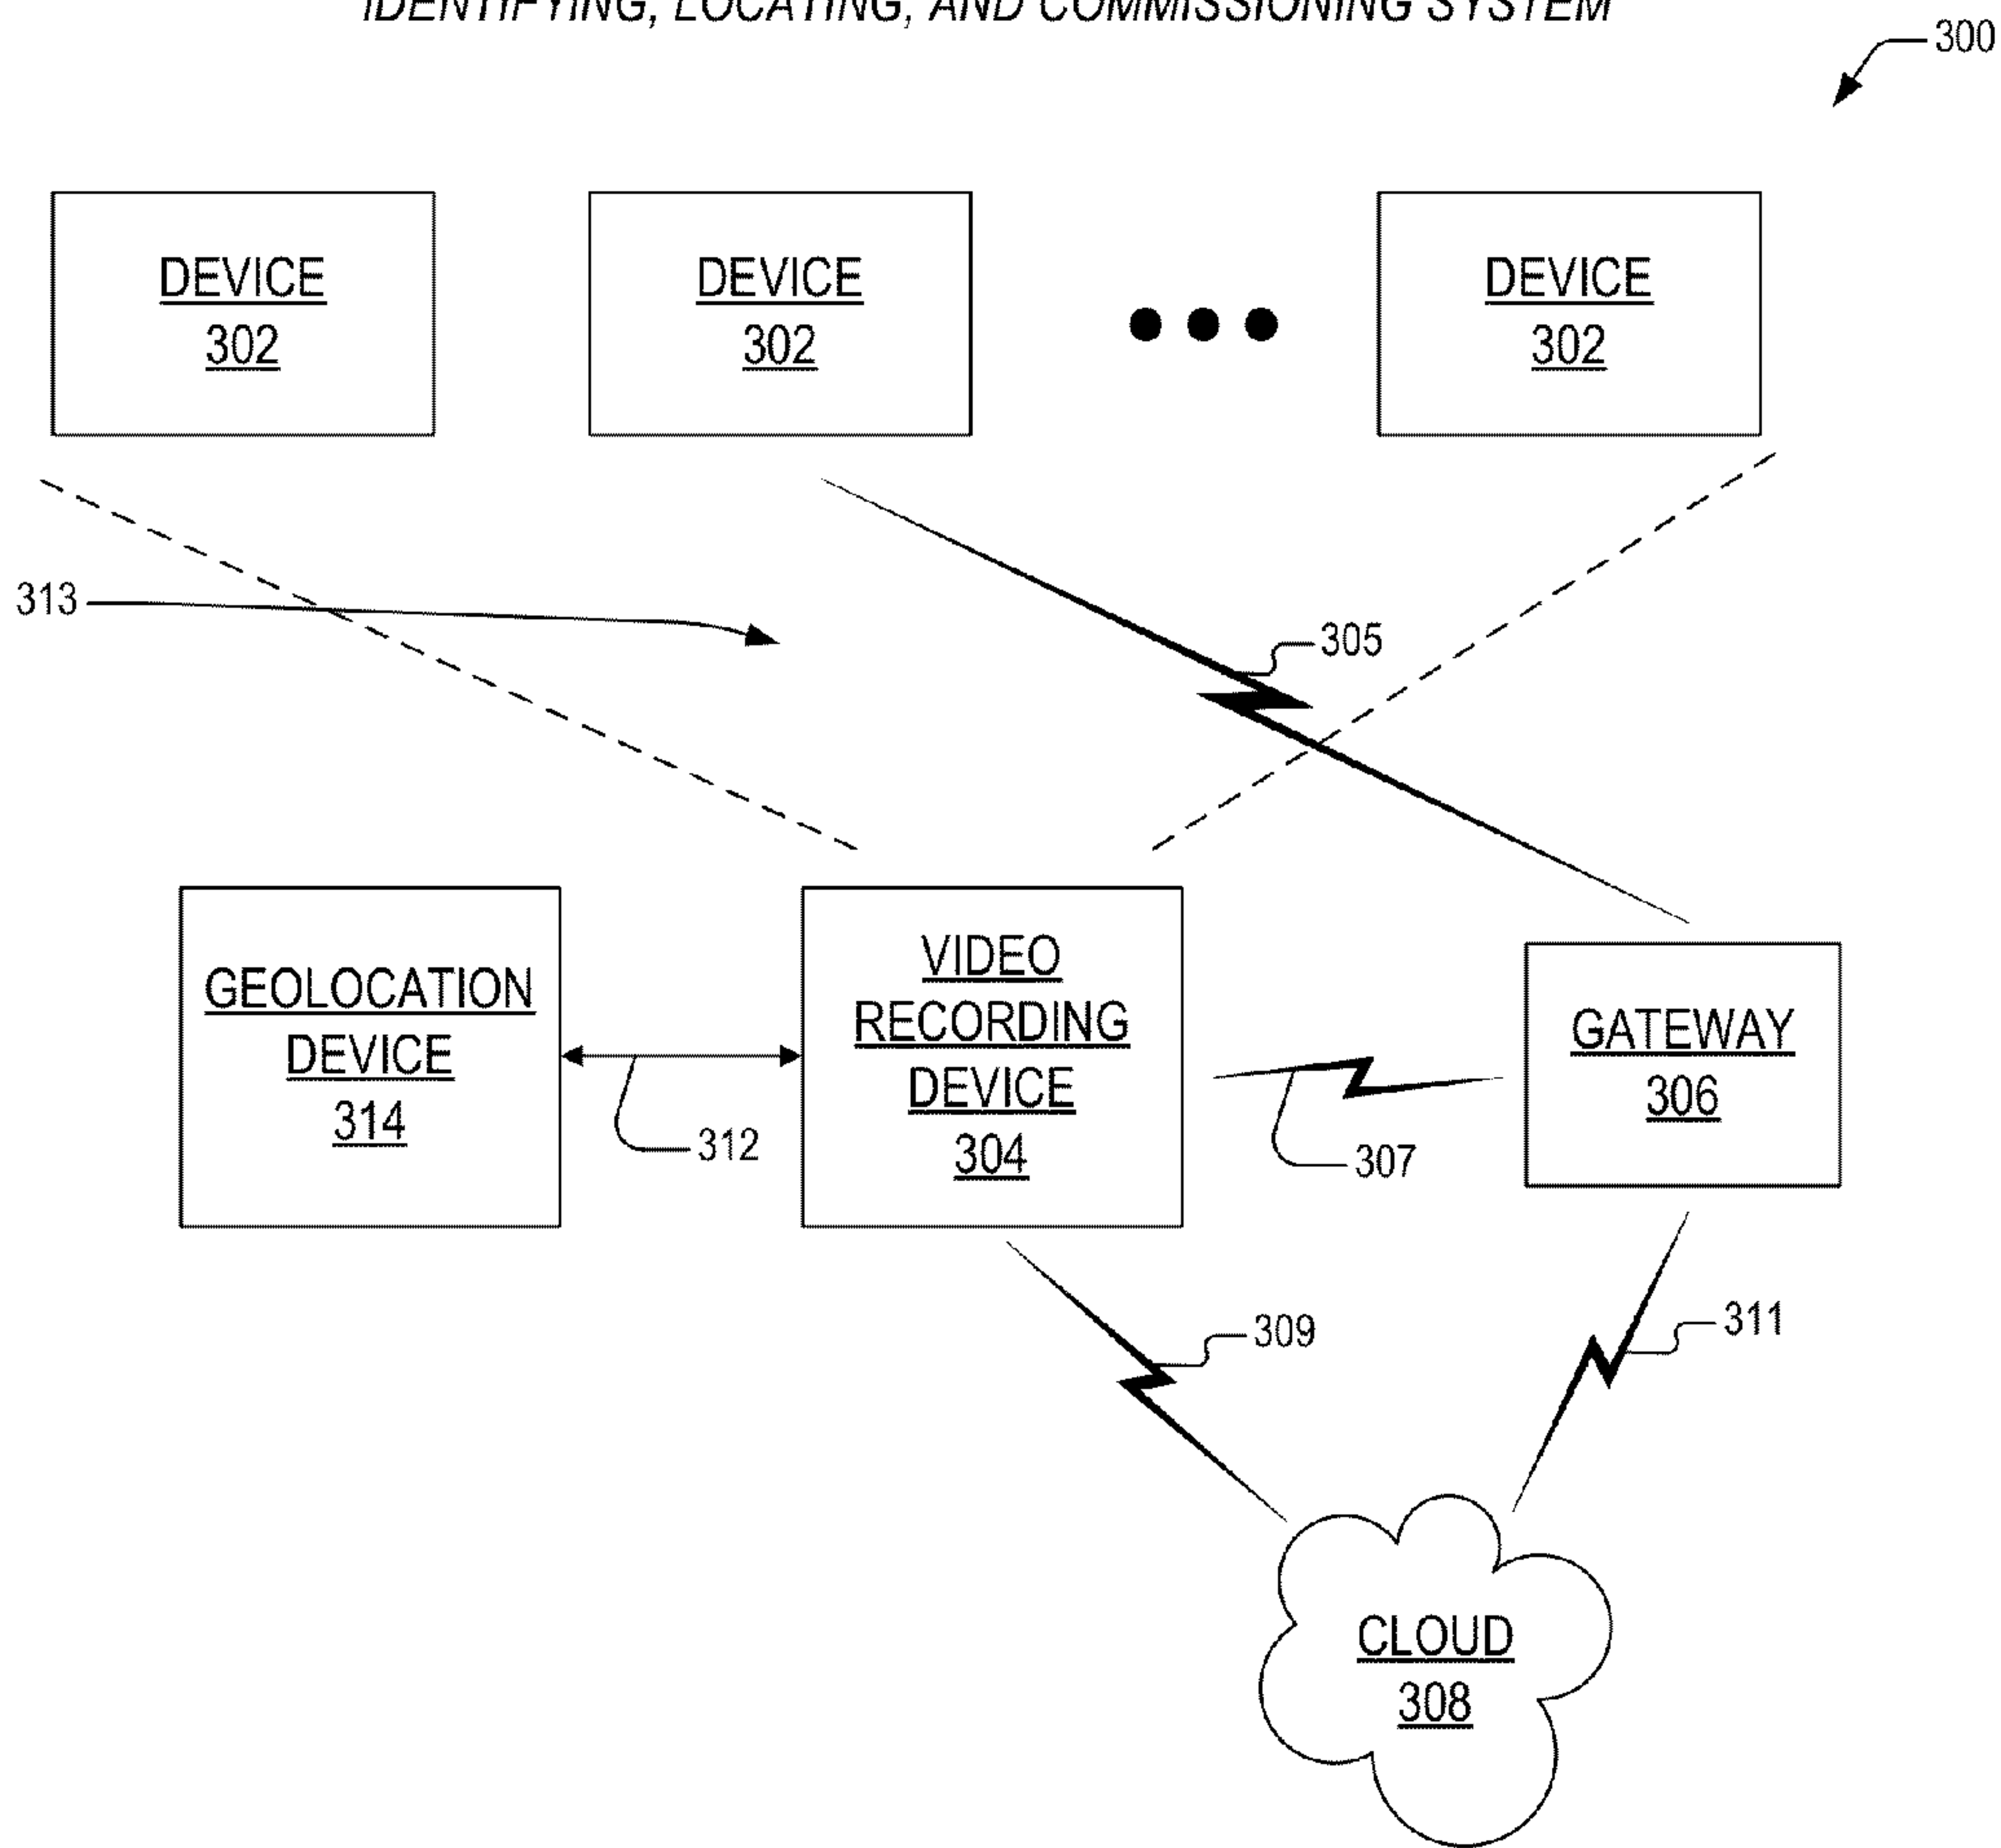 IDENTIFYING, LOCATING, AND COMMISSIONING SYSTEM
300
DEVICE
302
DEVICE
302
DEVICE
302
313
305
GEOLOCATION
DEVICE
314
312
VIDEO
RECORDING
DEVICE
304
307
GATEWAY
306
309
311
CLOUD
308